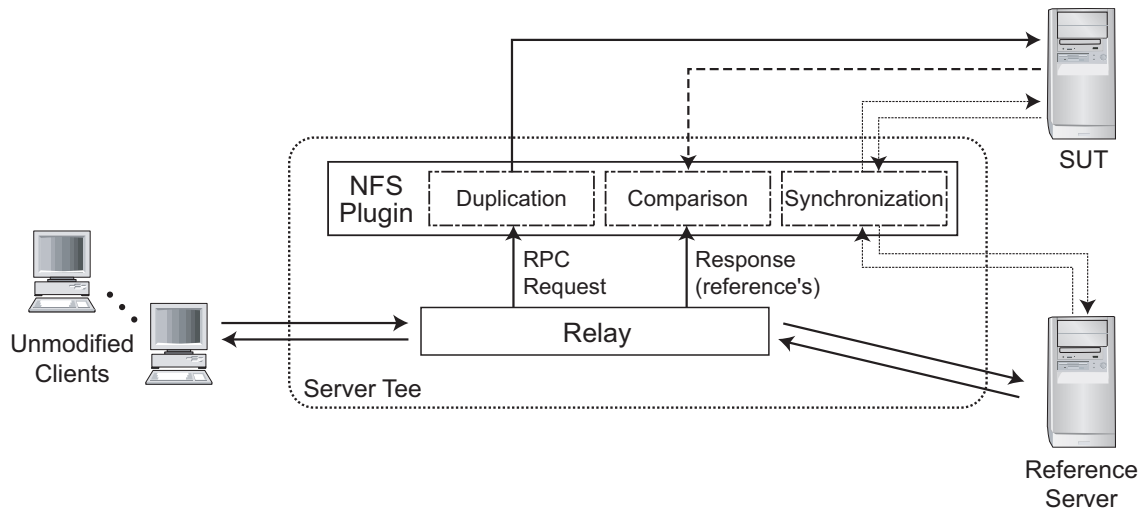 SUT
NFS
Plugin
Duplication
Comparison
Synchronization
RPC
Request
Response
(reference's)
Relay
Unmodified
Clients
Server Tee
Reference
Server